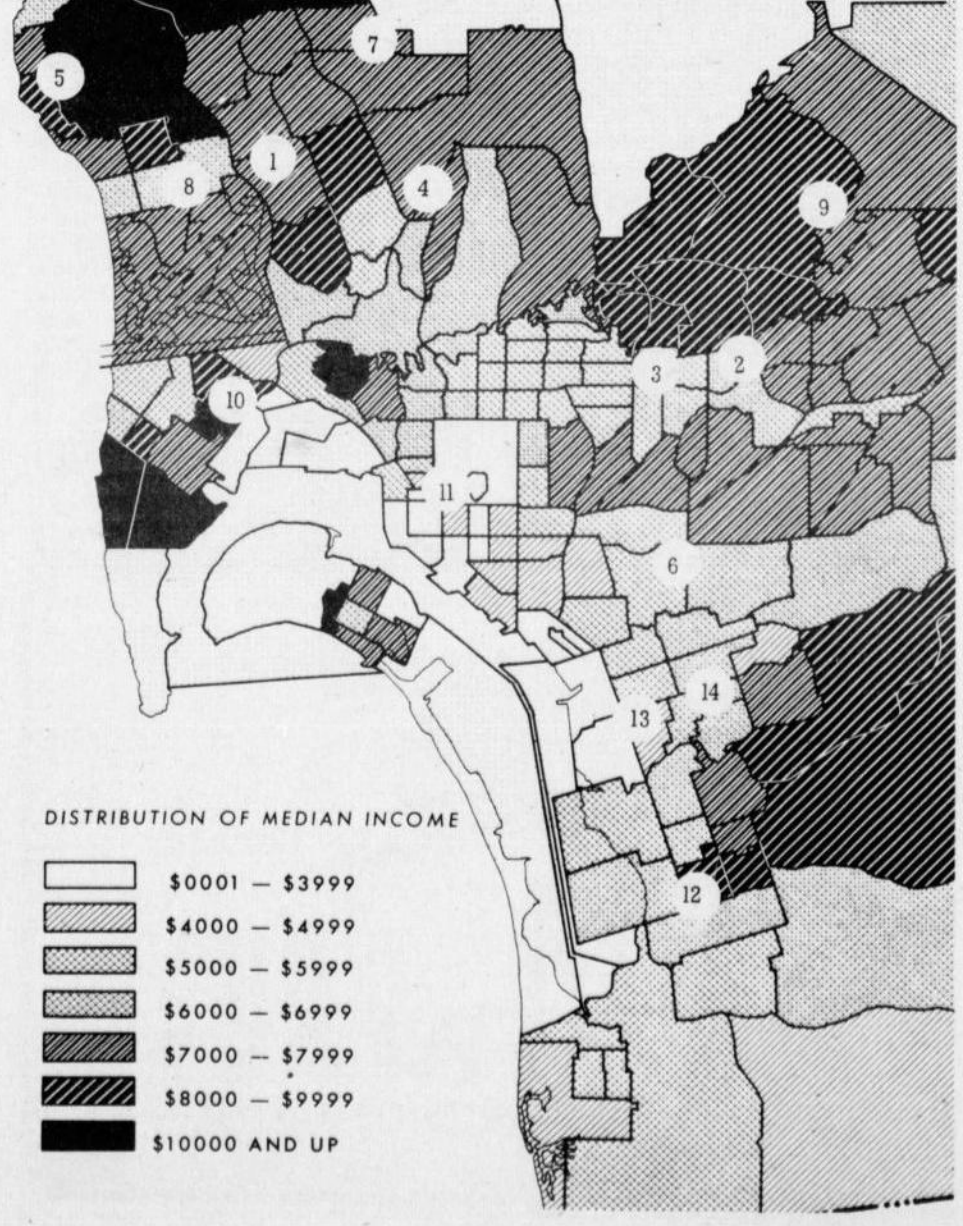 7
5
1
8
4
9
3
2
10
11
6
14
13
12
DISTRIBUTION OF MEDIAN INCOME
$0001 — $3999
$4000 — $4999
$5000 — $5999
$6000 — $6999
$7000 — $7999
$8000 — $9999
$10000 AND UP